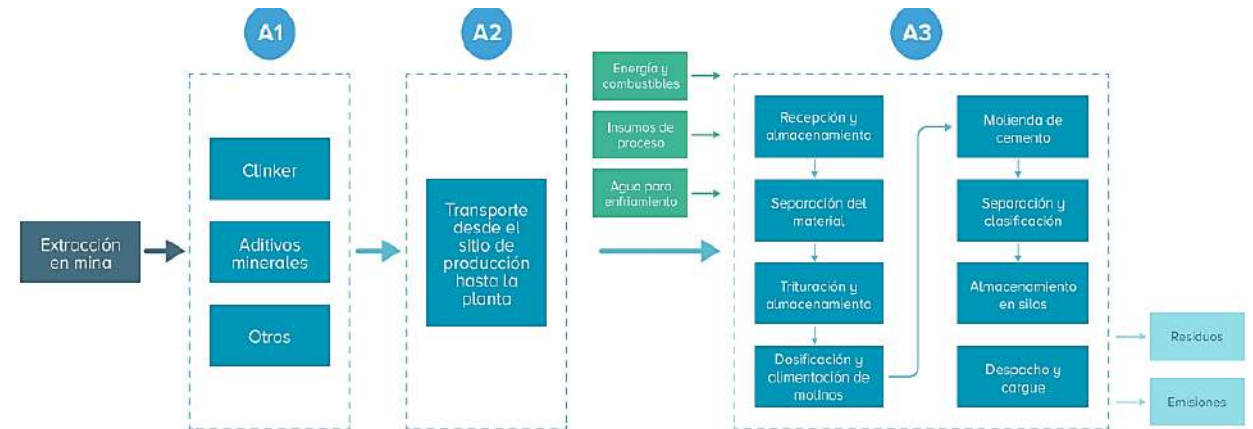 A1
A2
A3
Extracción
en mina
Clinker
Aditivos
minerales
Otros
Transporte
desde el
sitio de
producción
hasta la
planta
Energía y
combustibles
Insumos de
proceso
Agua para
enfriamiento
Recepción y
almacenamiento
Separación del
material
Trituración y
almacenamiento
Dosificación y
alimentación de
molinos
Molienda de
cemento
Separación y
clasificación
Almacenamiento
en silos
Despacho y
cargue
Residuos
Emisiones